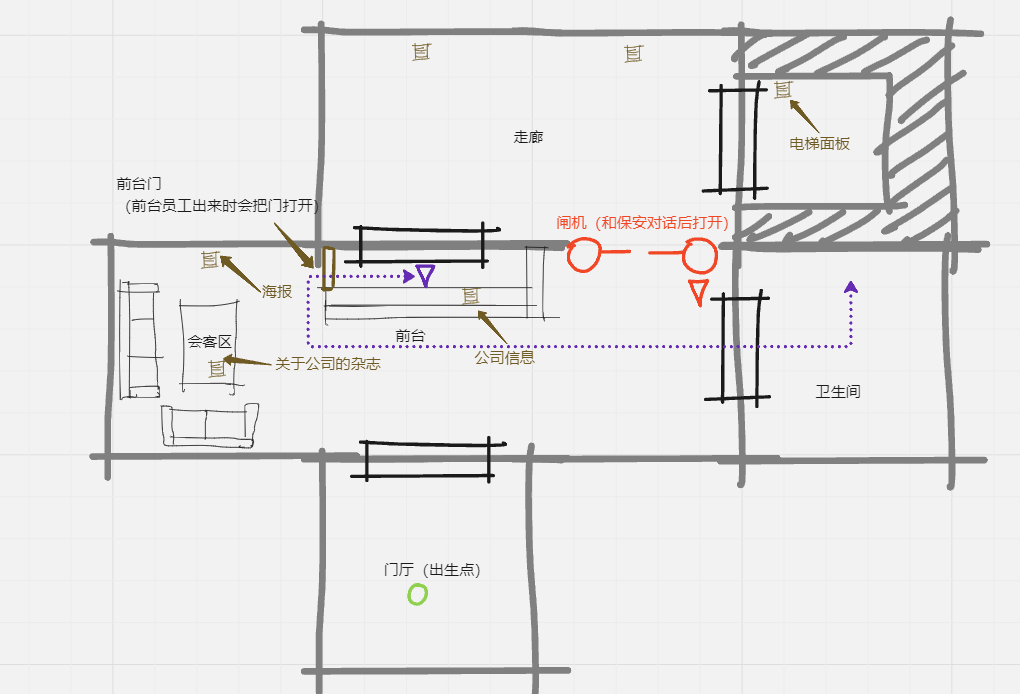 走廊
电梯面板
前台门
（前台员工出来时会把门打开）
闸机（和保安对话后打开）
海报
会客区
前台
关于公司的杂志
公司信息
卫生间
门厅（出生点）